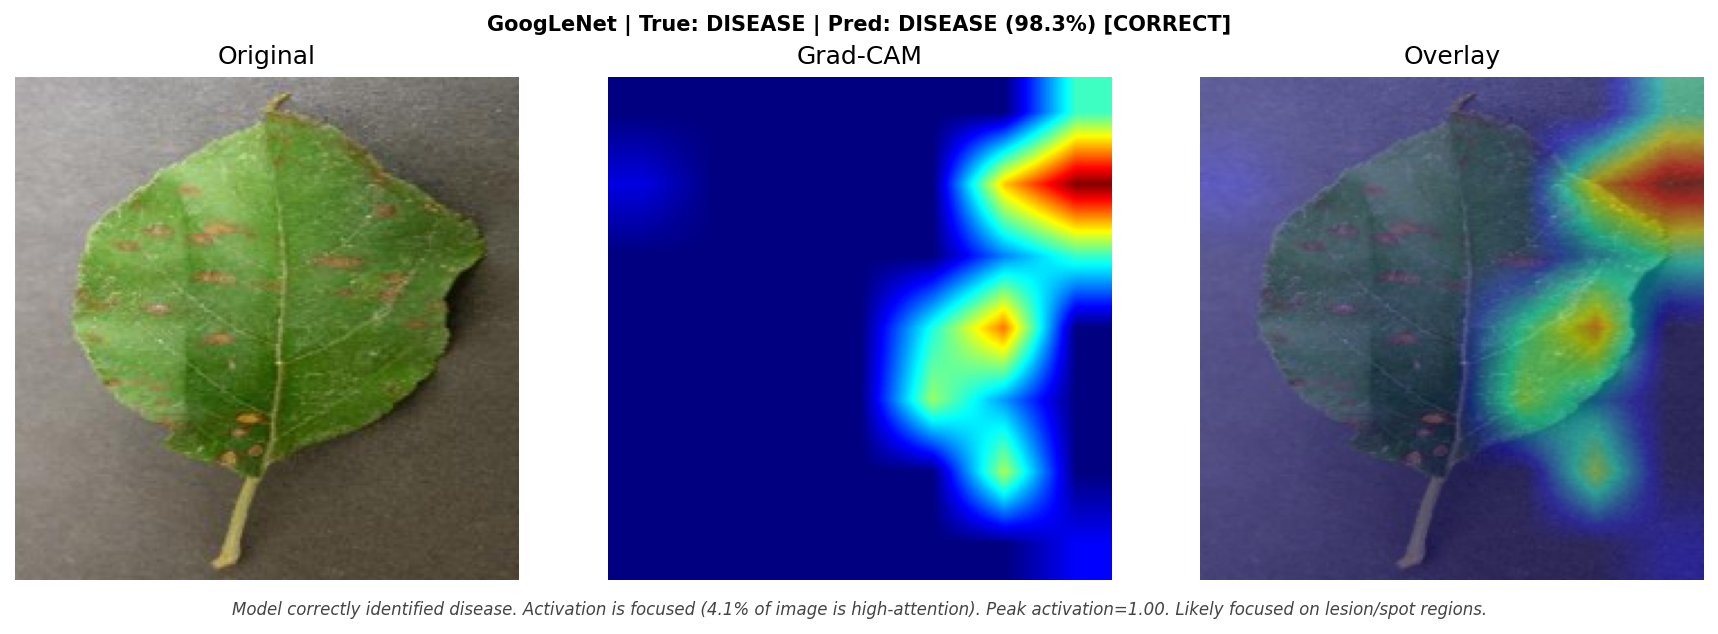 GoogLeNet | True: DISEASE | Pred: DISEASE (98.3%) [CORRECT]
Original
Grad-CAM
Overlay
Model correctly identified disease. Activation is focused (4.1% of image is high-attention). Peak activation=1.00. Likely focused on lesion/spot regions.